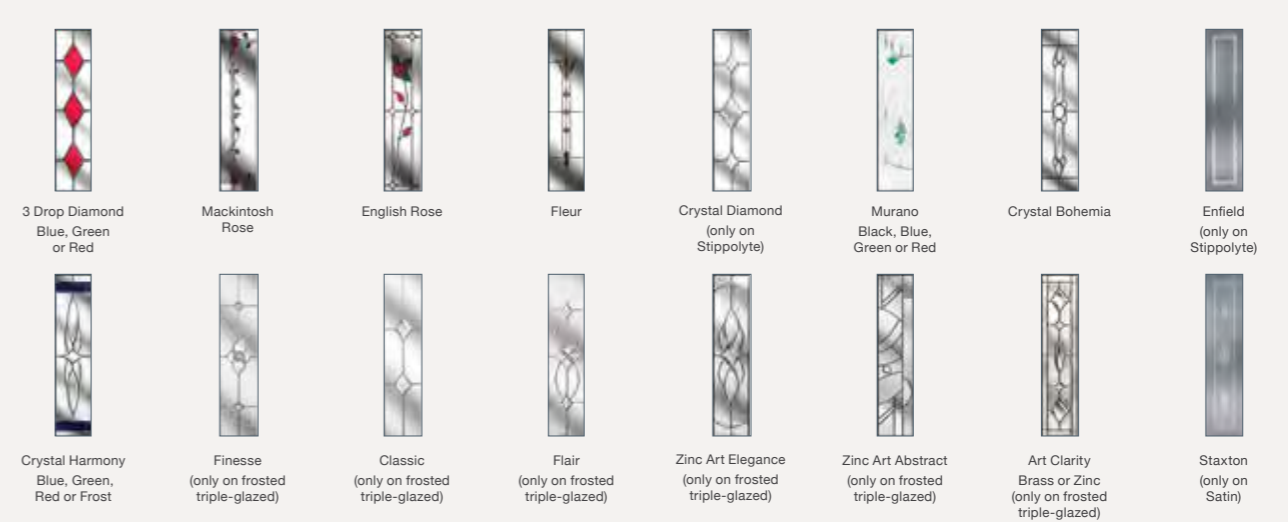 3 Drop Diamond
Blue, Green
or Red
Mackintosh
Rose
English Rose
Fleur
Crystal Diamond
(only on
Stippolyte)
Murano
Black, Blue,
Green or Red
Crystal Bohemia
Enfield
(only on
Stippolyte)
Crystal Harmony
Blue, Green,
Red or Frost
Finesse
(only on frosted
triple-glazed)
Classic
(only on frosted
triple-glazed)
Flair
(only on frosted
triple-glazed)
Zinc Art Elegance
(only on frosted
triple-glazed)
Zinc Art Abstract
(only on frosted
triple-glazed)
Art Clarity
Brass or Zinc
(only on frosted
triple-glazed)
Staxton
(only on
Satin)